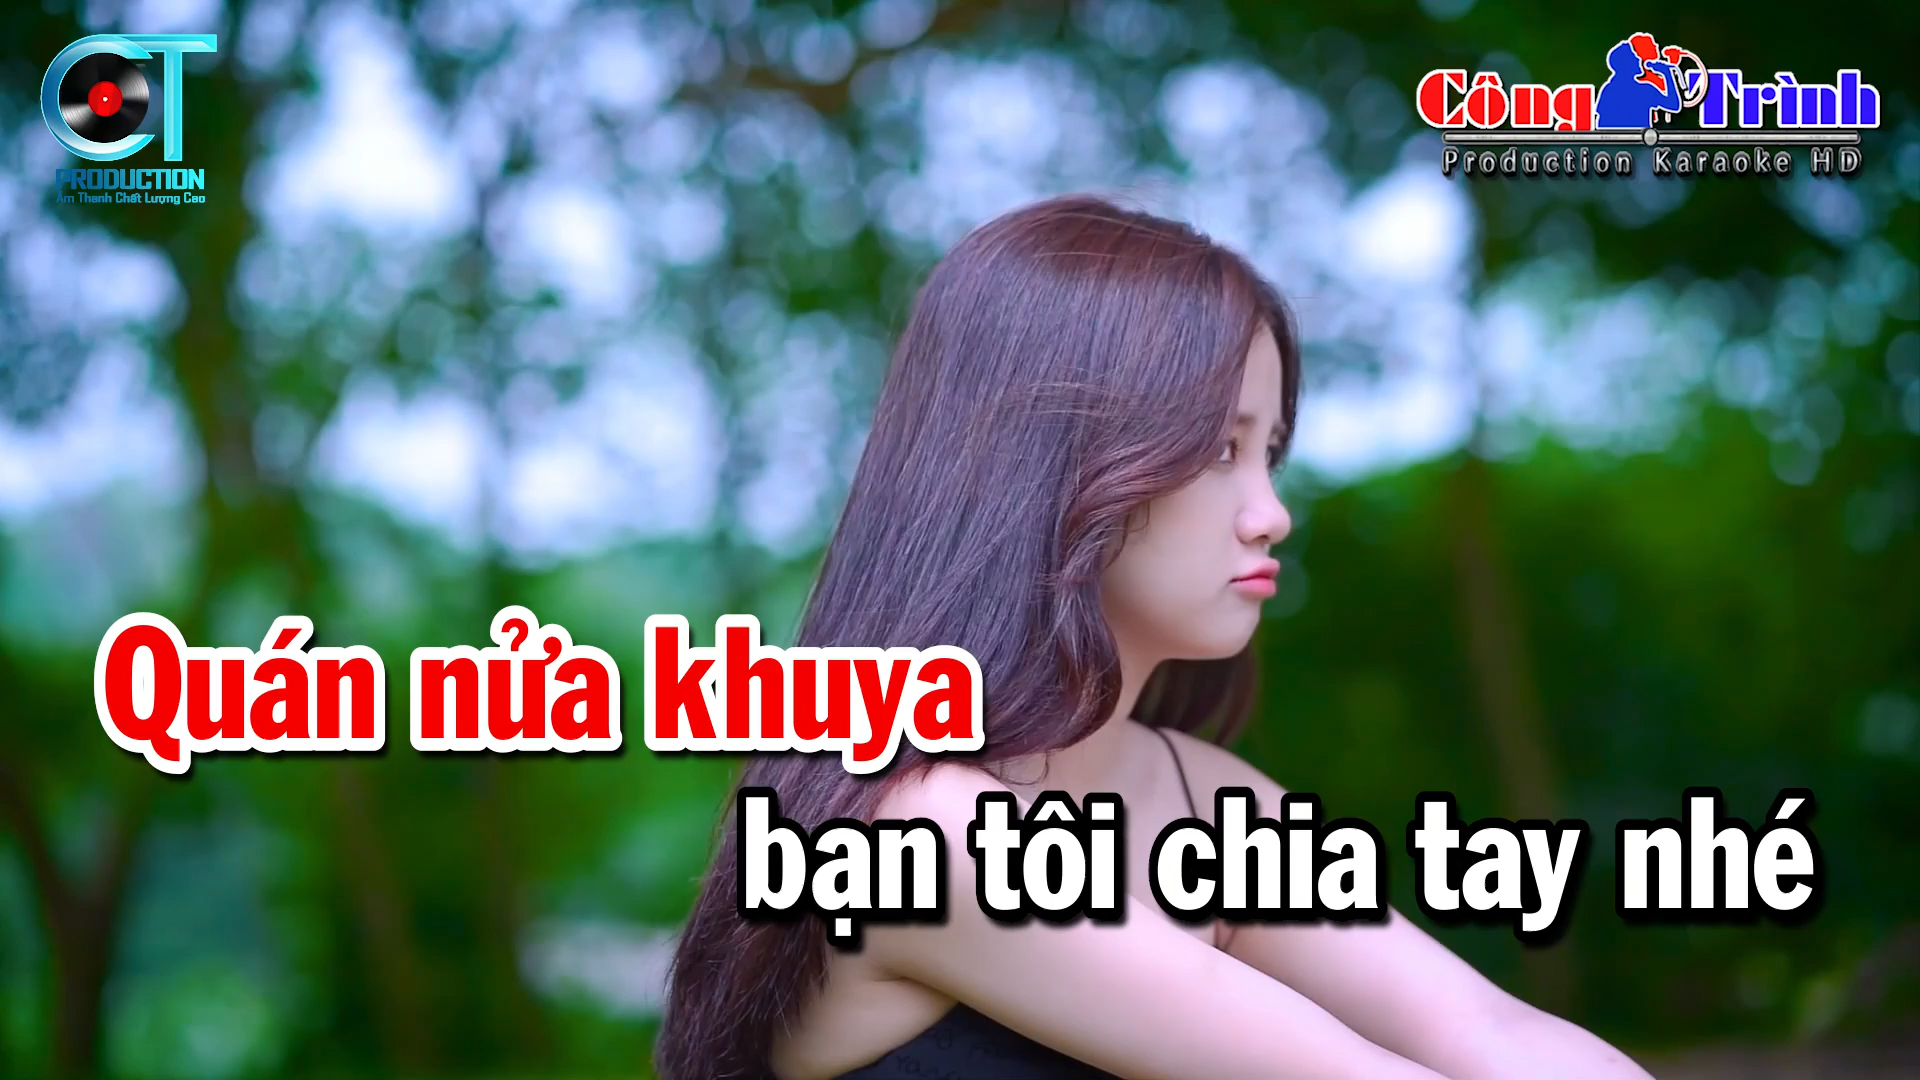 CT
PRODUCTION
Âm Thanh Chất Lượng Cao
Công Trình
Production Karaoke HD
Quán nửa khuya
bạn tôi chia tay nhé